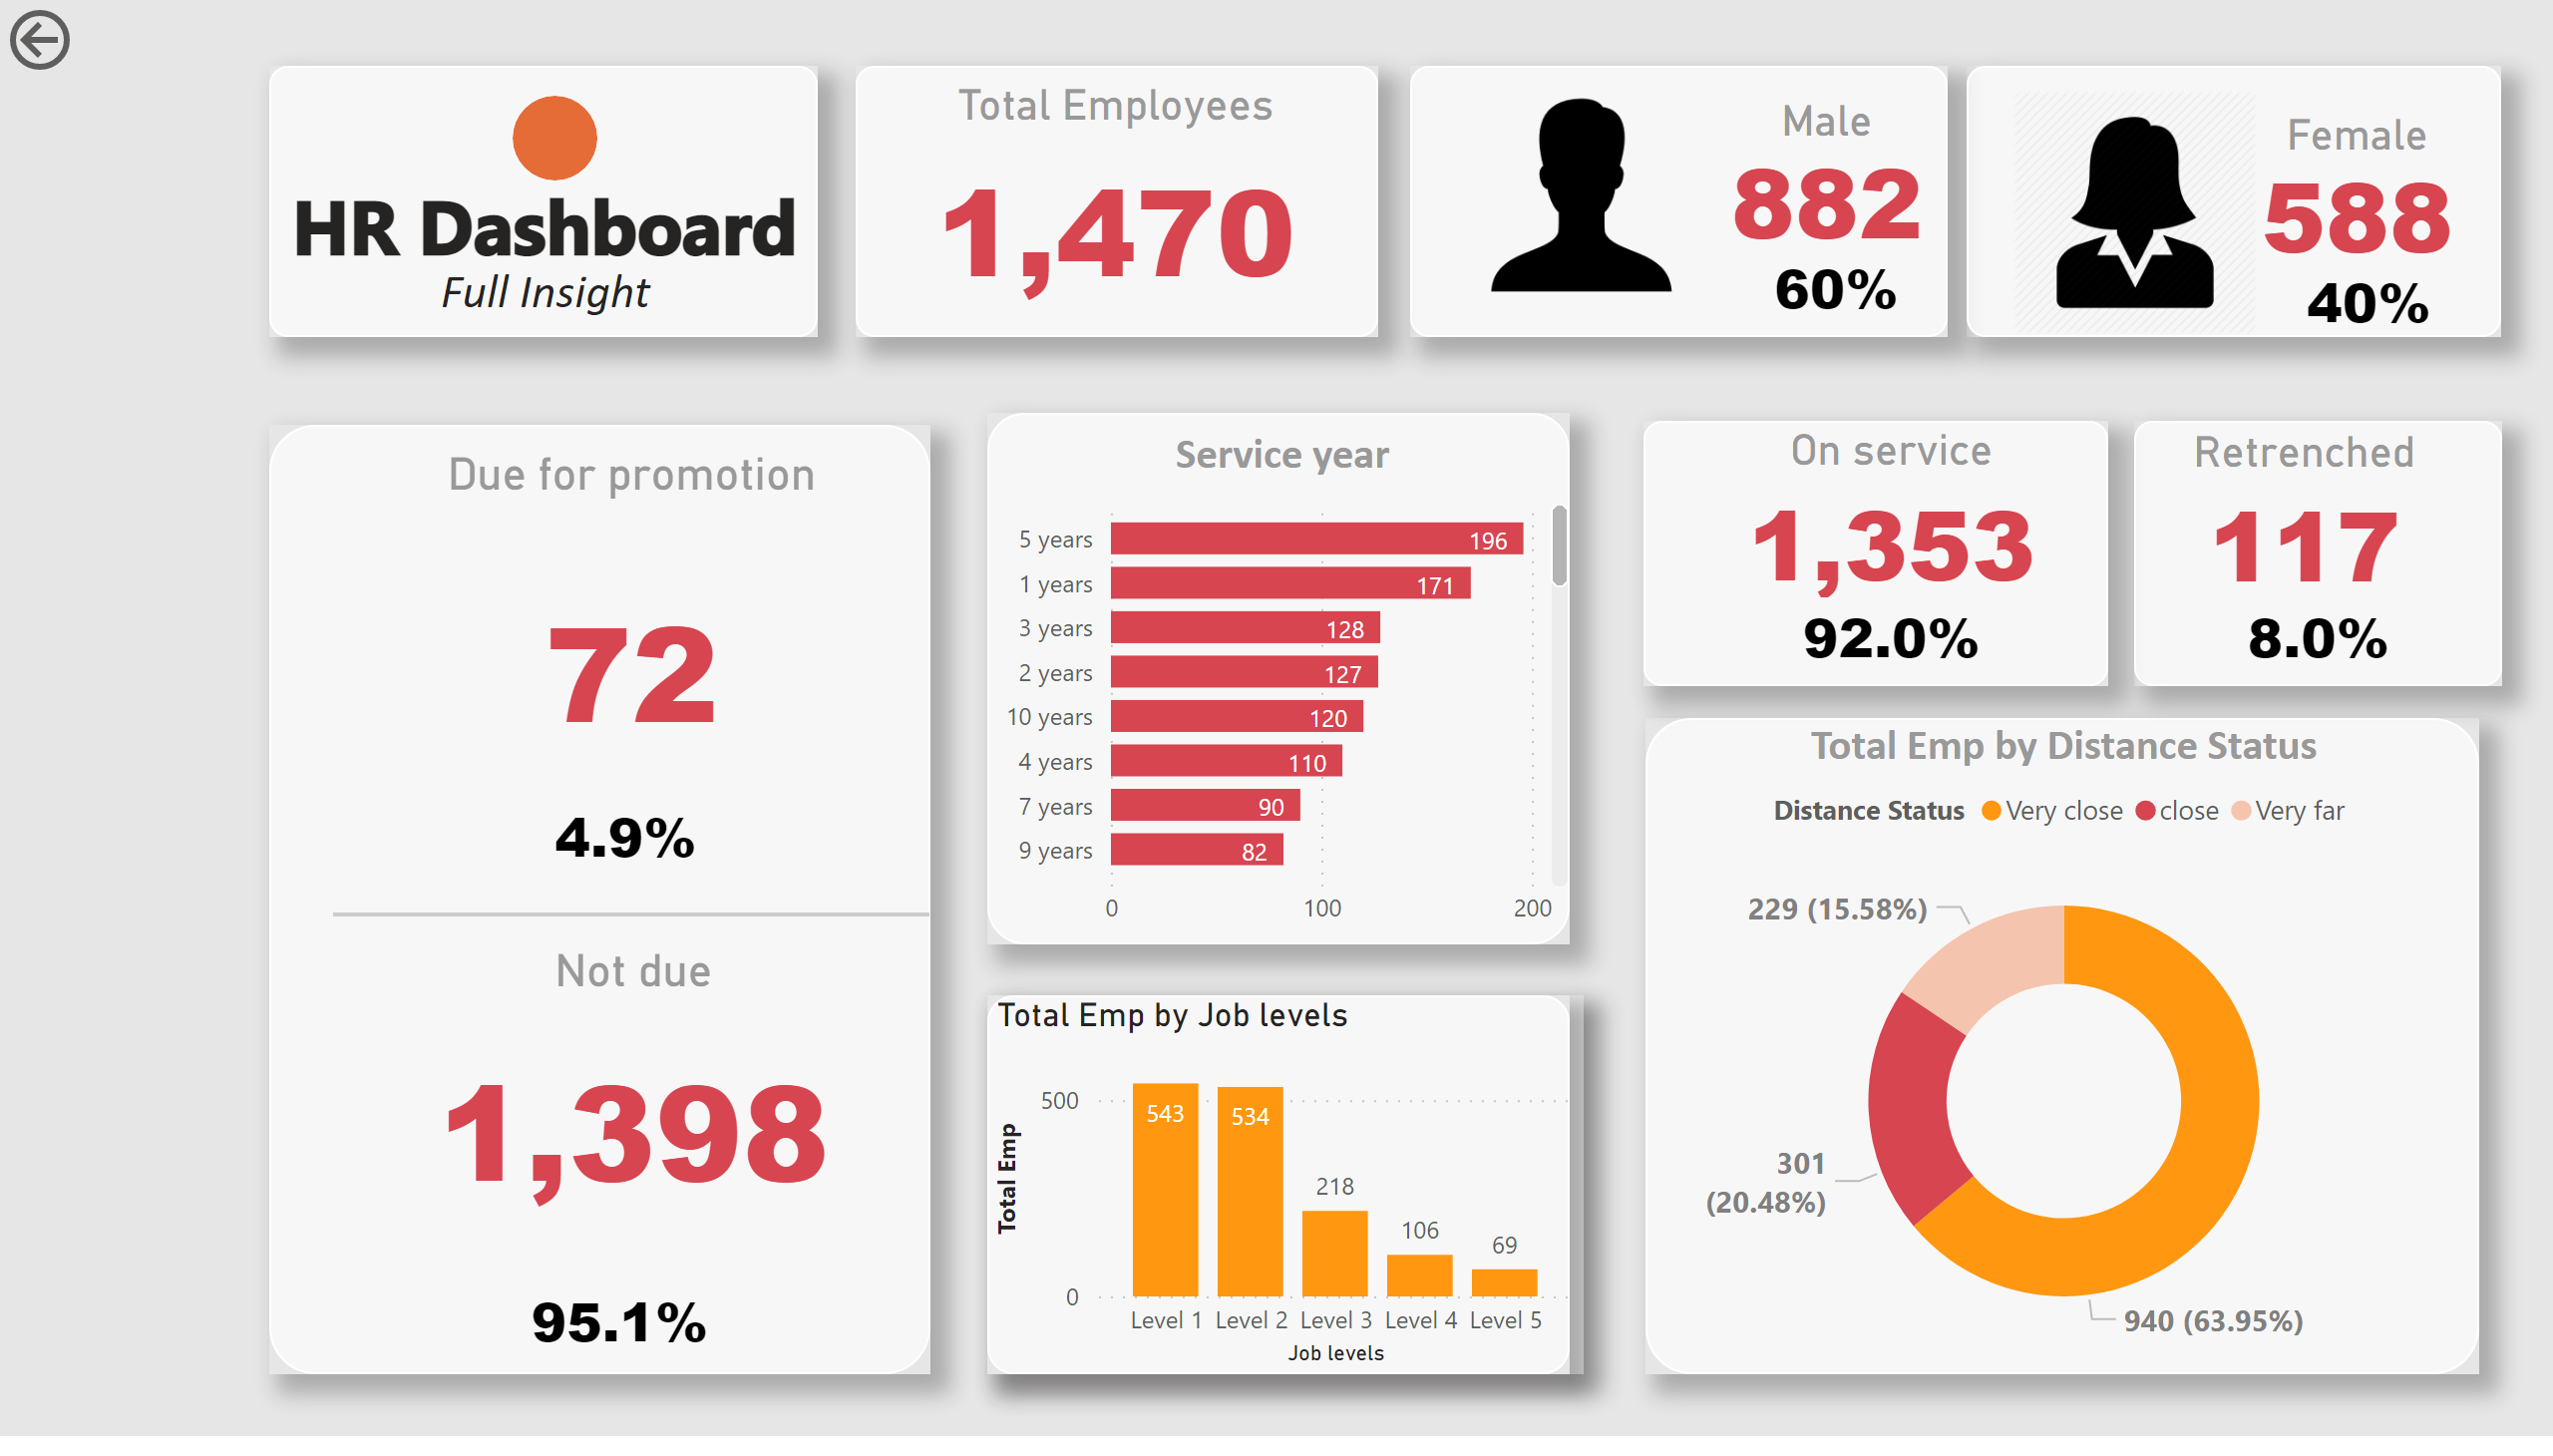 HR Dashboard
Full Insight
Total Employees
1,470
Male
882
60%
Female
588
40%
Due for promotion
72
4.9%
Not due
1,398
95.1%
Service year
5 years 196
1 years 171
3 years 128
2 years 127
10 years 120
4 years 110
7 years 90
9 years 82
0 100 200
Total Emp by Job levels
Total Emp
500
0
543 534 218 106 69
Level 1 Level 2 Level 3 Level 4 Level 5
Job levels
On service
1,353
92.0%
Retrenched
117
8.0%
Total Emp by Distance Status
Distance Status Very close close Very far
229 (15.58%)
301
(20.48%)
940 (63.95%)